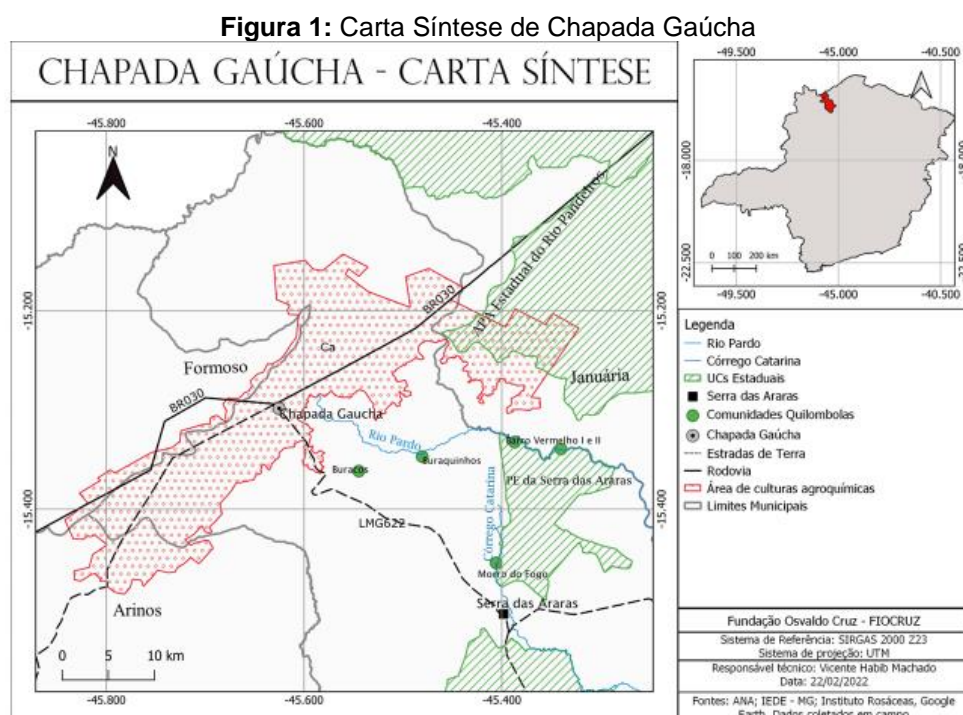 Figura 1: Carta Síntese de Chapada Gaúcha
CHAPADA GAÚCHA - CARTA SÍNTESE
-45.800
-45.600
-45.400
N
-15.200
-15.400
BR030
APA Estadual do Rio Pandeiros
Ca
Formoso
Januária
BR030
Chapada Gaucha
Rio Pardo
Barro Vermelho I e II
Buracos
Buraquinhos
PE da Serra das Araras
LMG622
Córrego Catarina
Morro do Fogo
Serra das Araras
Arinos
0 5 10 km
-15.200
-15.400
-45.800
-45.600
-45.400
-49.500
-45.000
-40.500
-18.000
-18.000
-22.500
-22.500
0 100 200 km
-49.500
-45.000
-40.500
Legenda
Rio Pardo
Córrego Catarina
UCs Estaduais
Serra das Araras
Comunidades Quilombolas
Chapada Gaúcha
Estradas de Terra
Rodovia
Área de culturas agroquímicas
Limites Municipais
Fundação Osvaldo Cruz - FIOCRUZ
Sistema de Referência: SIRGAS 2000 Z23
Sistema de projeção: UTM
Responsável técnico: Vicente Habib Machado
Data: 22/02/2022
Fontes: ANA; IEDE - MG; Instituto Rosáceas, Google
Earth. Dados coletados em campo